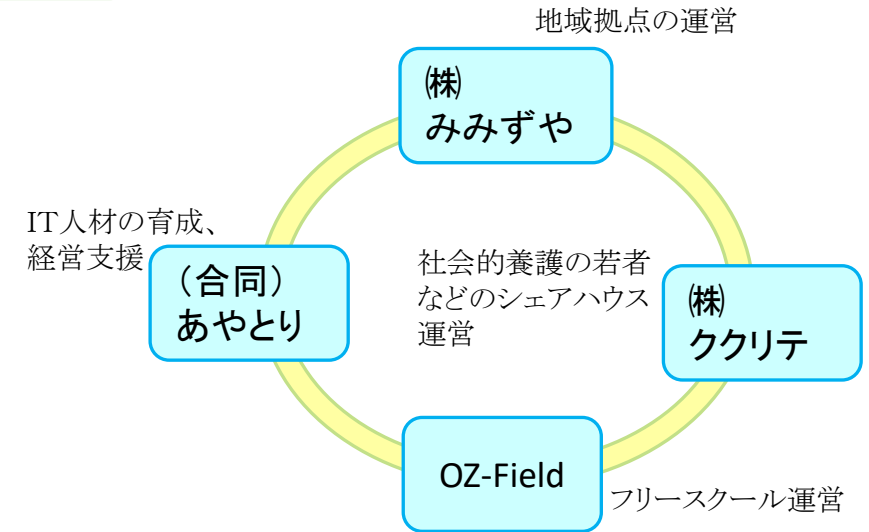 地域拠点の運営
㈱
みみずや
IT人材の育成、
経営支援
（合同）
あやとり
社会的養護の若者
などのシェアハウス
運営
㈱
ククリテ
OZ-Field
フリースクール運営